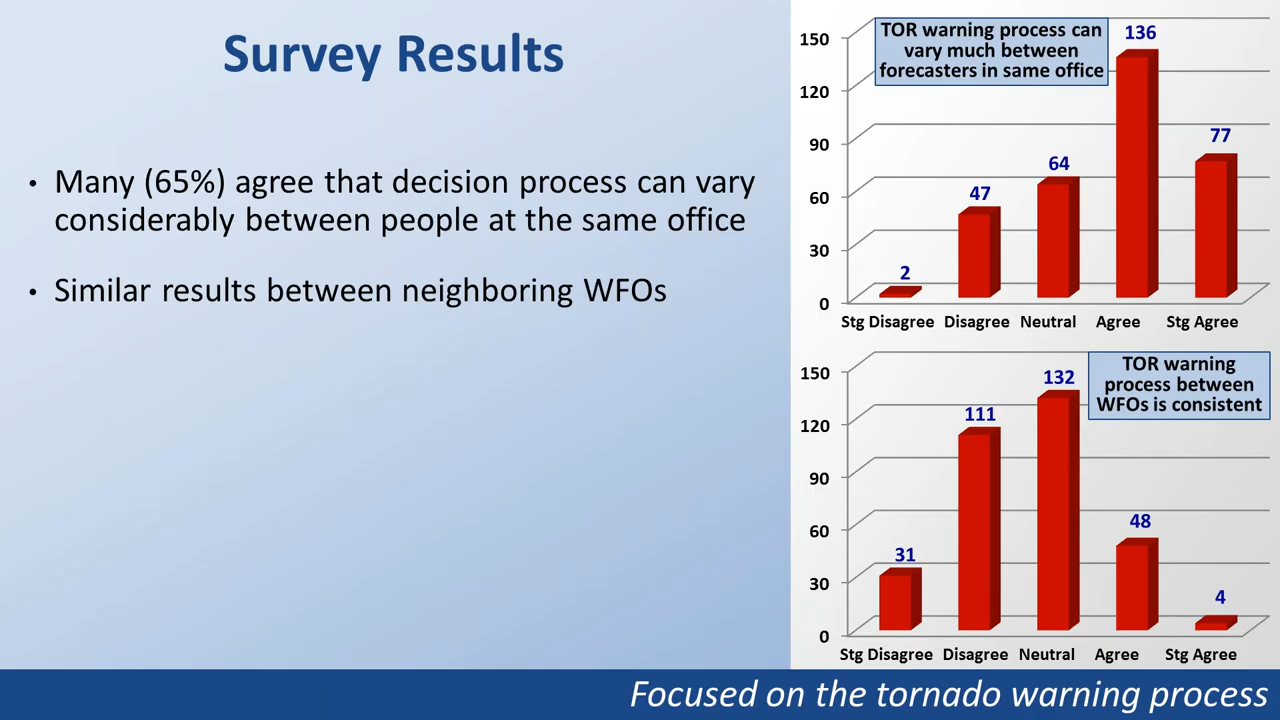 Survey Results
• Many (65%) agree that decision process can vary
considerably between people at the same office
• Similar results between neighboring WFOs
TOR warning process can
vary much between
forecasters in same office
150
120
90
60
30
0
2
47
64
136
77
Stg Disagree Disagree Neutral Agree Stg Agree
TOR warning
process between
WFOs is consistent
150
120
90
60
30
0
31
111
132
48
4
Stg Disagree Disagree Neutral Agree Stg Agree
Focused on the tornado warning process